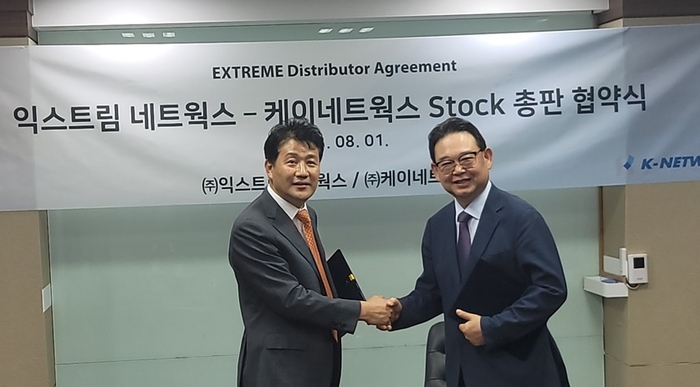 EXTREME Distributor Agreement
익스트림 네트웍스 – 케이네트웍스 Stock 총판 협약식
. 08. 01.
㈜익스트 웍스 / ㈜케이네트
K-NETW